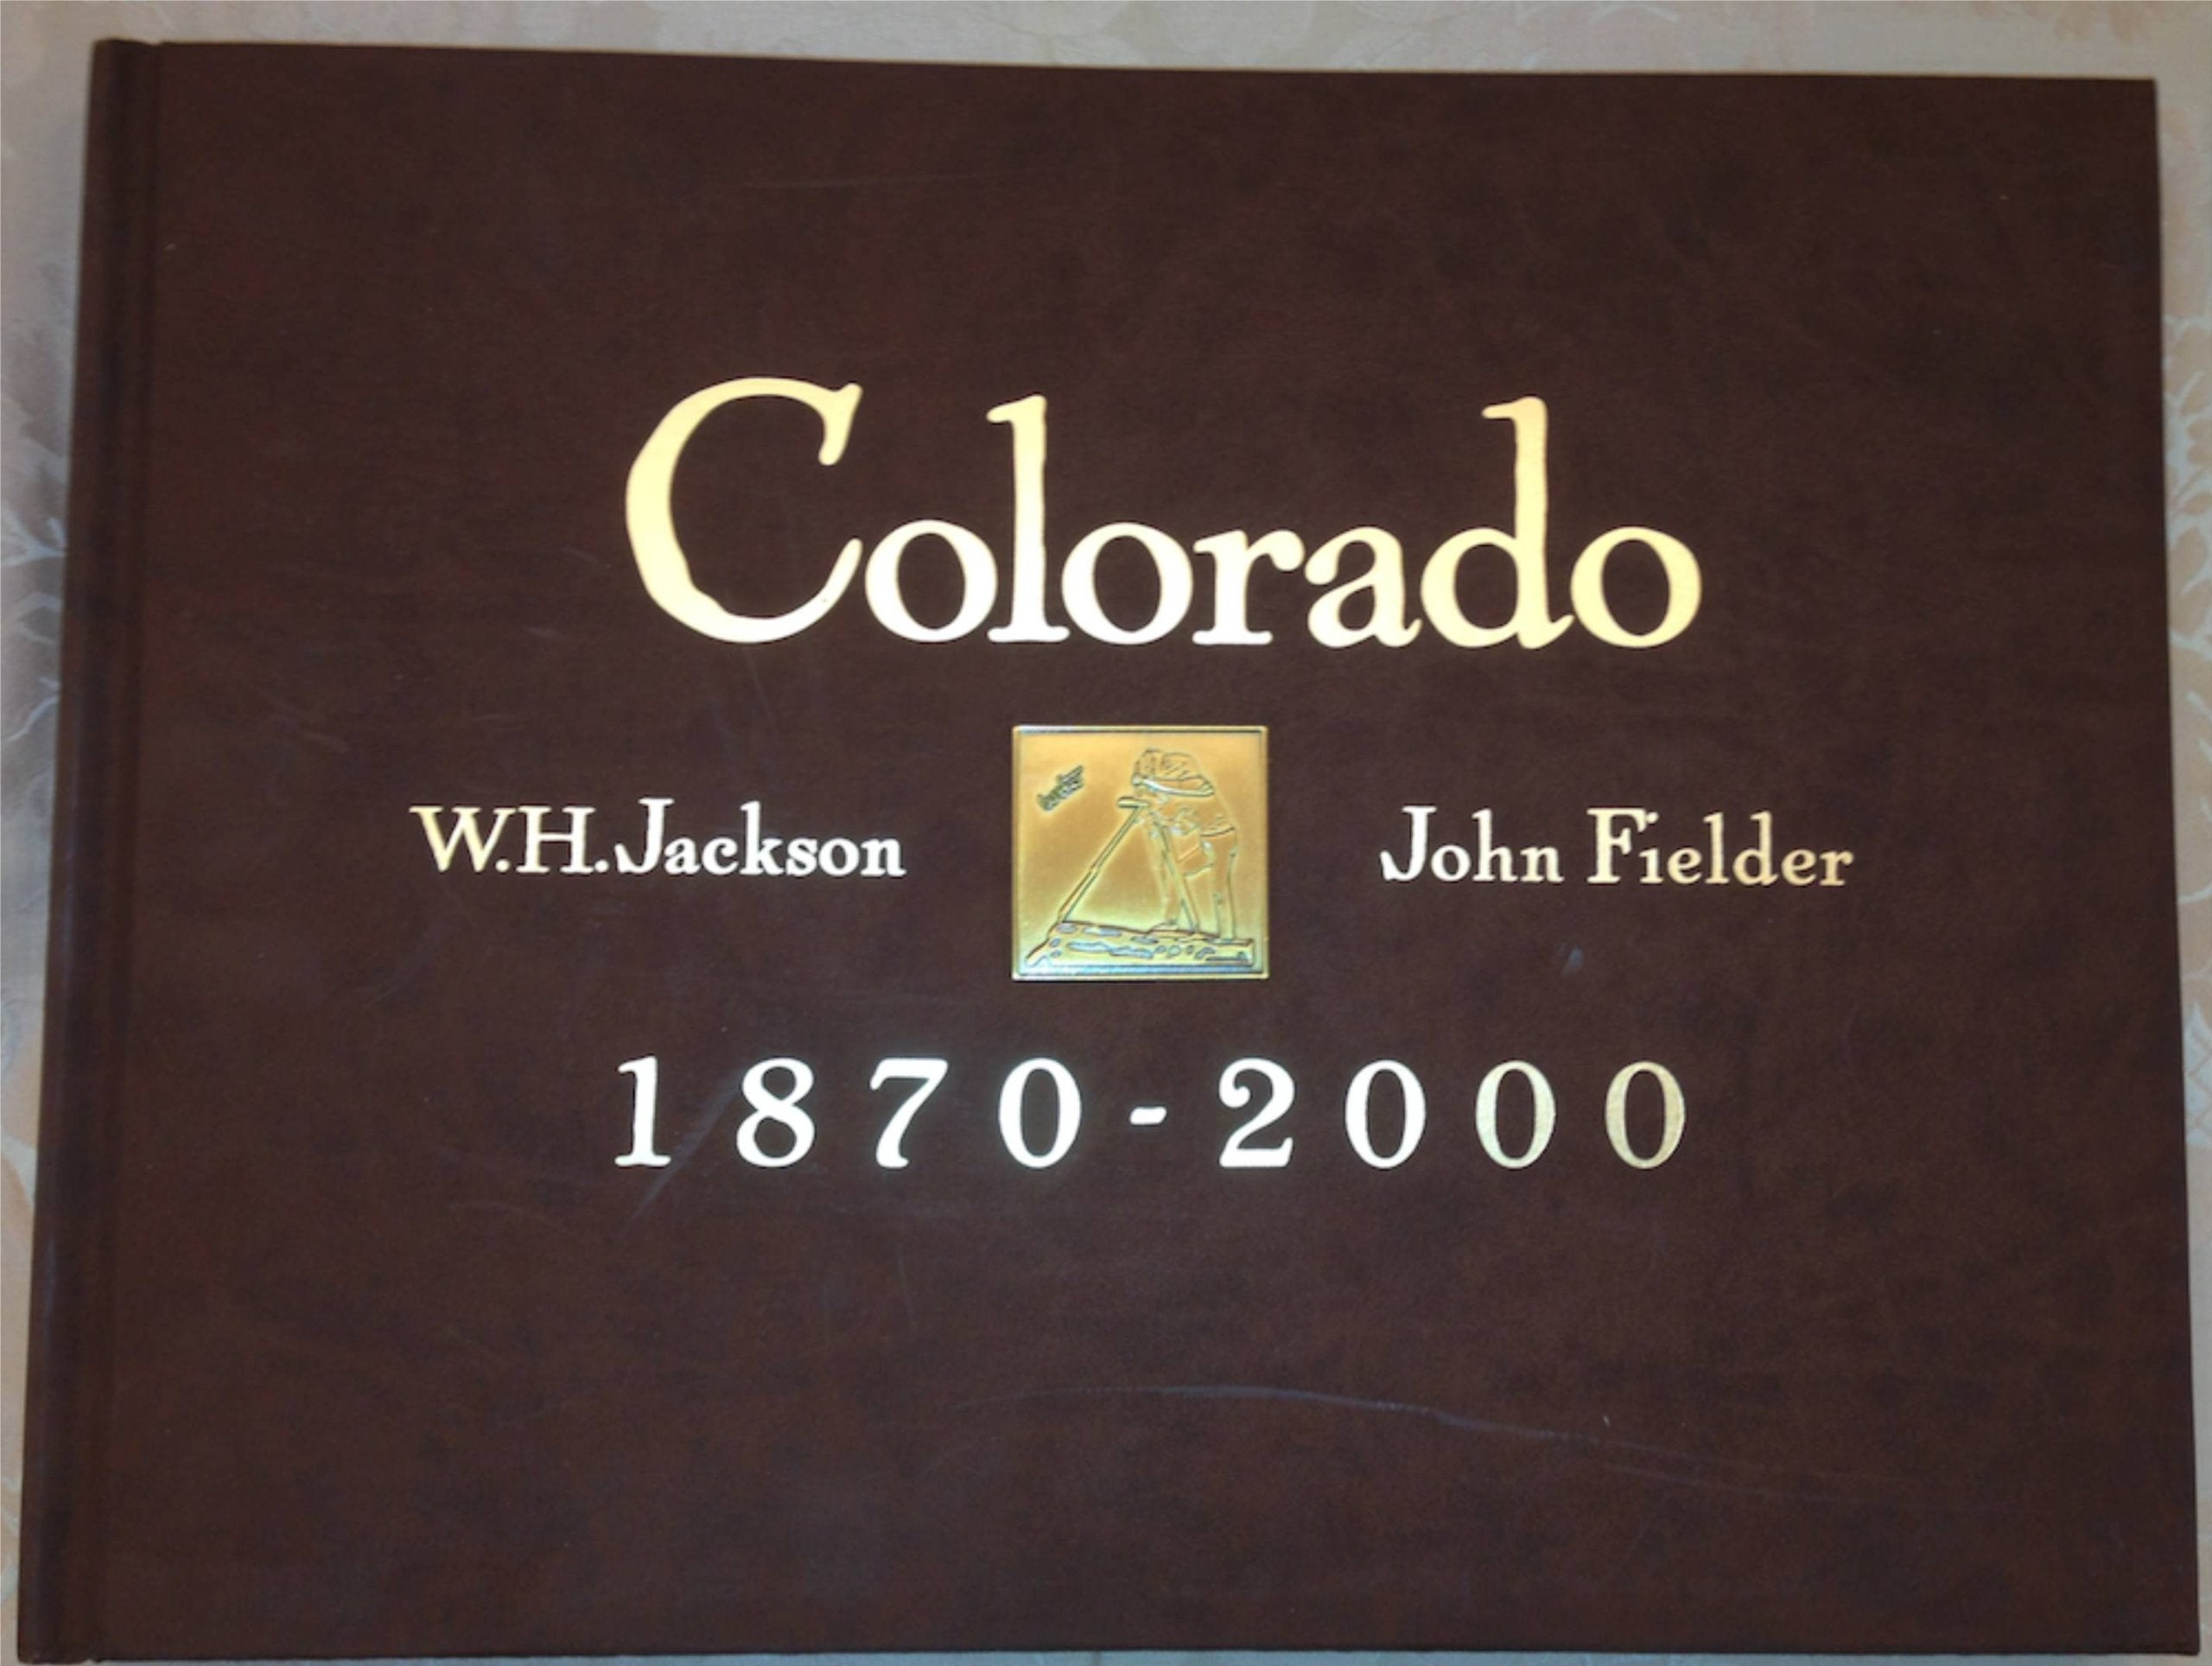 Colorado
W.H.Jackson John Fielder
1870-2000